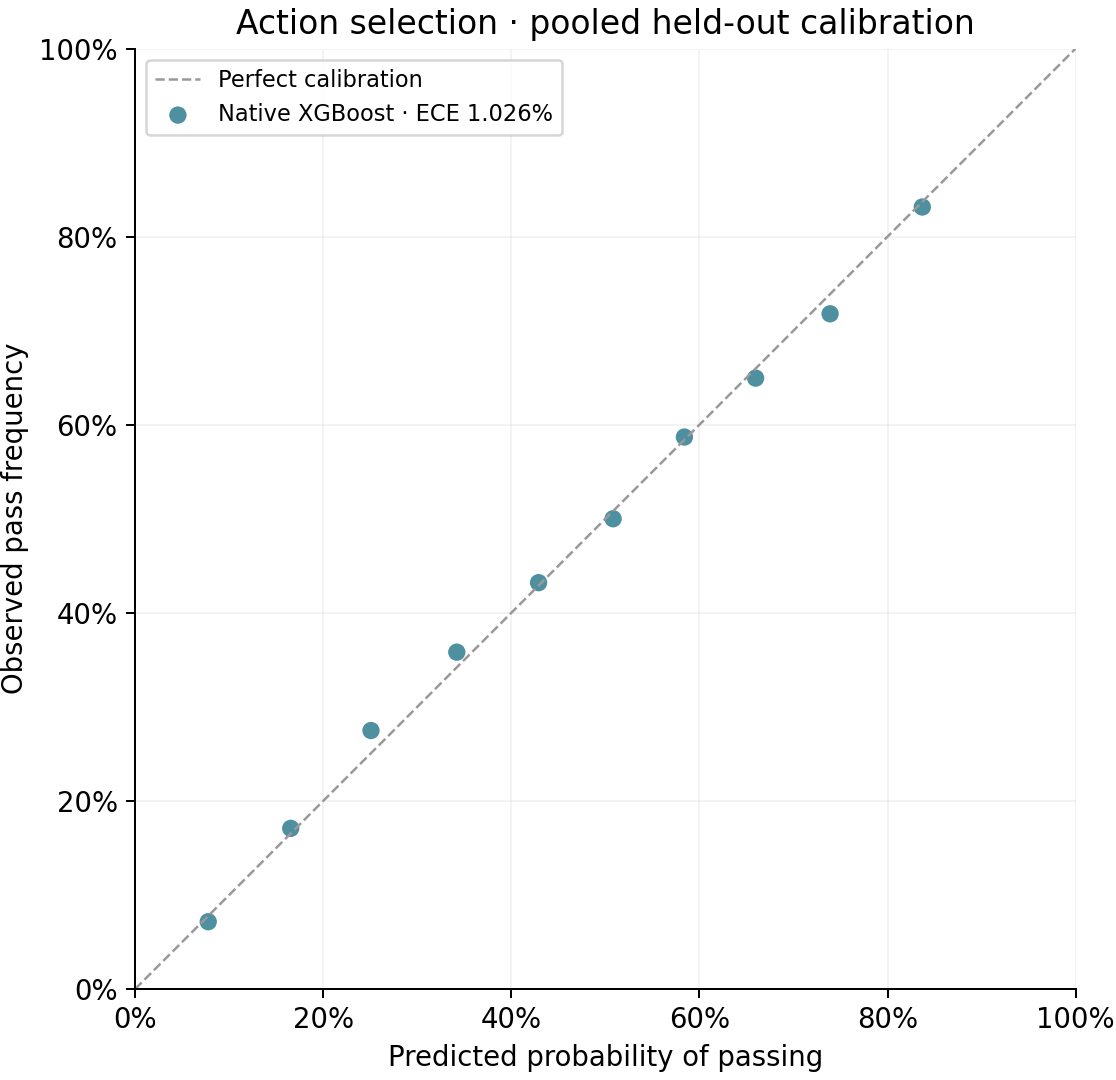 Action selection · pooled held-out calibration
Perfect calibration
Native XGBoost · ECE 1.026%
100%
80%
60%
40%
20%
0%
Observed pass frequency
0%
20%
40%
60%
80%
100%
Predicted probability of passing